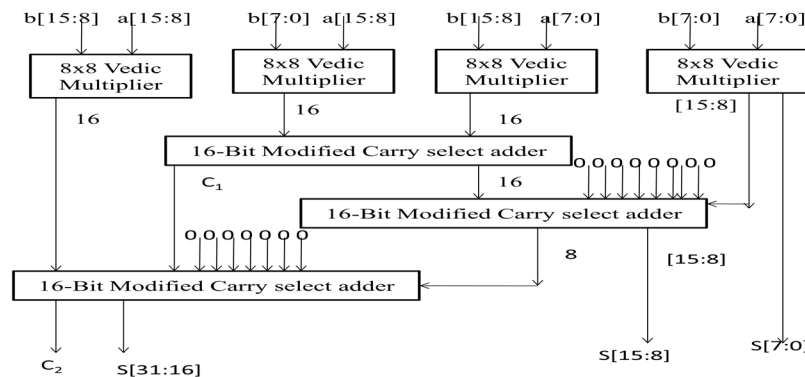 b[15:8] a[15:8] b[7:0] a[15:8] b[15:8] a[7:0] b[7:0] a[7:0]
8x8 Vedic Multiplier
8x8 Vedic Multiplier
8x8 Vedic Multiplier
8x8 Vedic Multiplier
16 16 16 [15:8]
16-Bit Modified Carry select adder
C₁ 16 0 0 0 0 0 0 0 0
16-Bit Modified Carry select adder
0 0 0 0 0 0 0 8 [15:8]
16-Bit Modified Carry select adder
C₂ S[31:16] S[15:8] S[7:0]